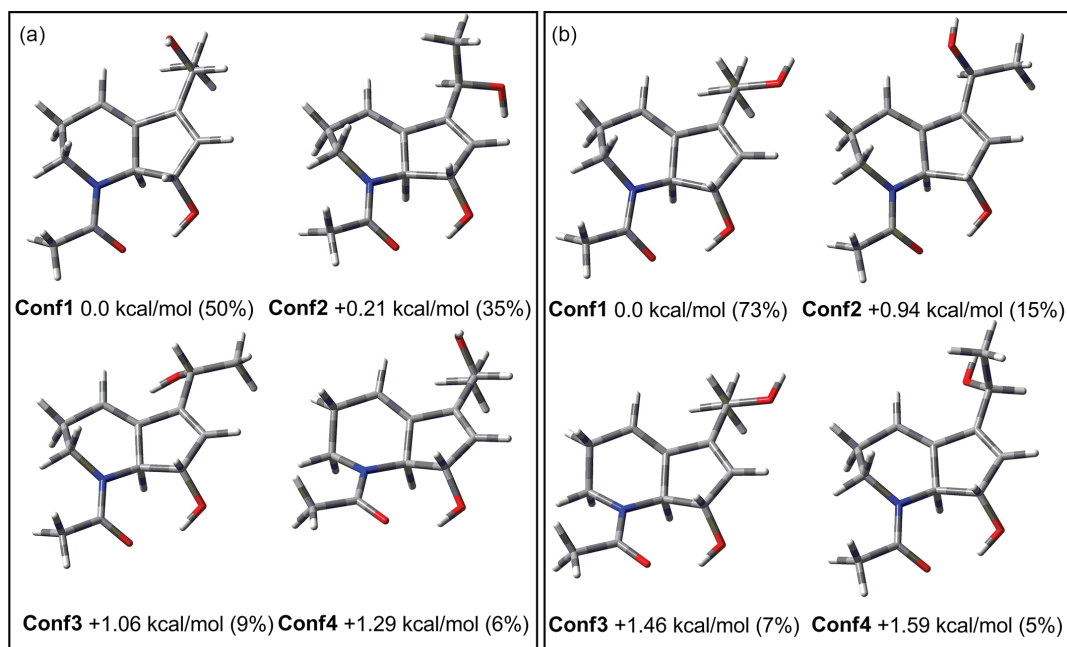 (a)
Conf1 0.0 kcal/mol (50%)
Conf2 +0.21 kcal/mol (35%)
Conf3 +1.06 kcal/mol (9%)
Conf4 +1.29 kcal/mol (6%)
(b)
Conf1 0.0 kcal/mol (73%)
Conf2 +0.94 kcal/mol (15%)
Conf3 +1.46 kcal/mol (7%)
Conf4 +1.59 kcal/mol (5%)